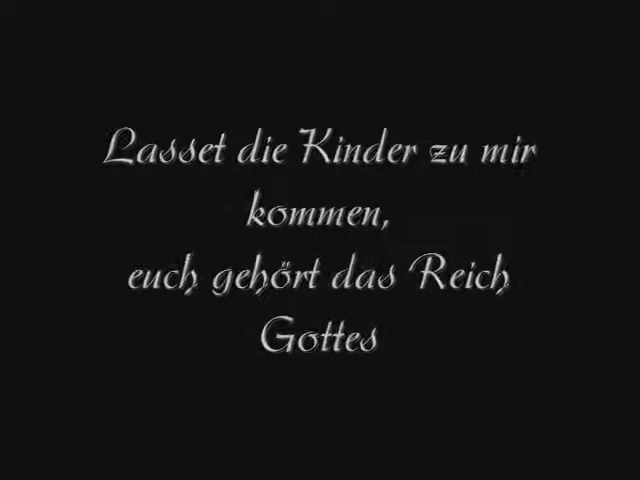 Lasset die Kinder zu mir
kommen,
euch gehört das Reich
Gottes